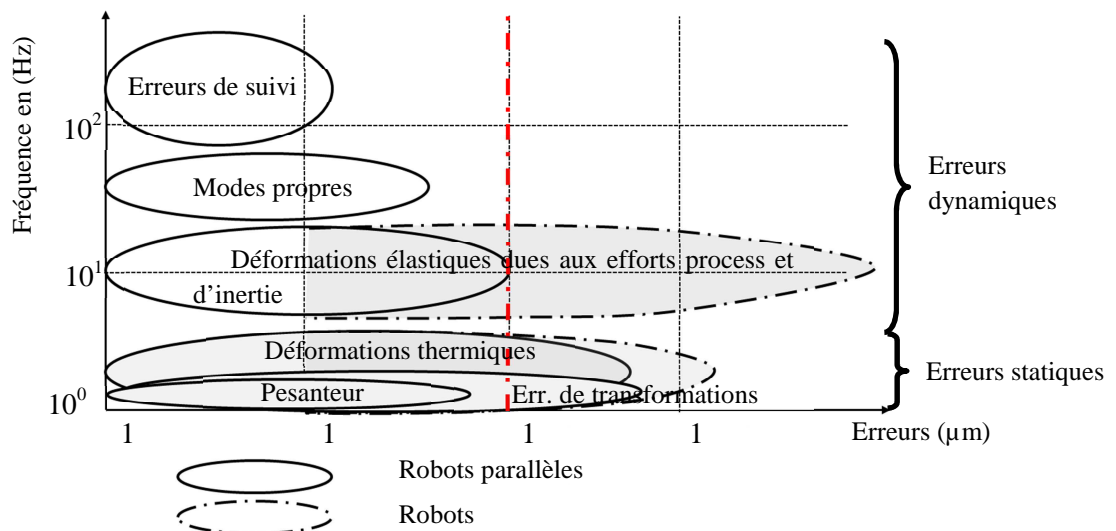 Fréquence en (Hz)
Erreurs de suivi
10²
Modes propres
Erreurs
dynamiques
Déformations élastiques dues aux efforts process et
d’inertie
10¹
Déformations thermiques
Pesanteur
Err. de transformations
Erreurs statiques
10⁰
1 1 1 1 Erreurs (µm)
Robots parallèles
Robots